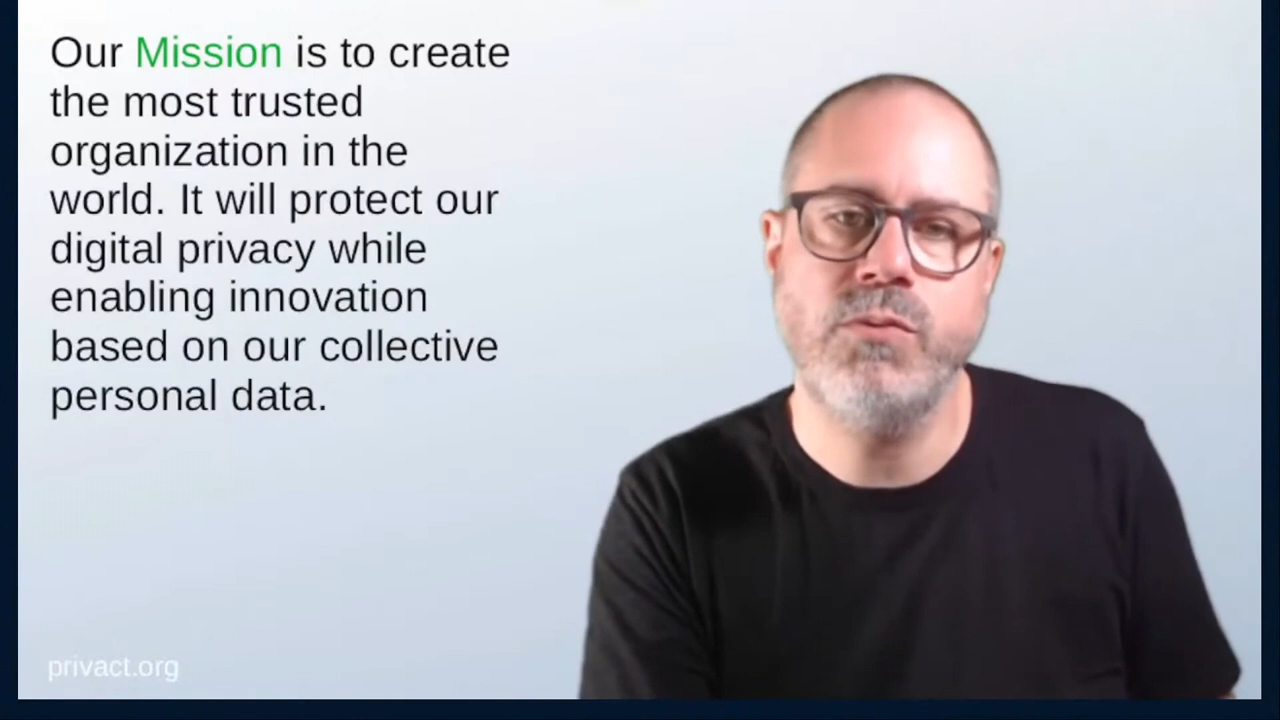 Our Mission is to create
the most trusted
organization in the
world. It will protect our
digital privacy while
enabling innovation
based on our collective
personal data.
privact.org